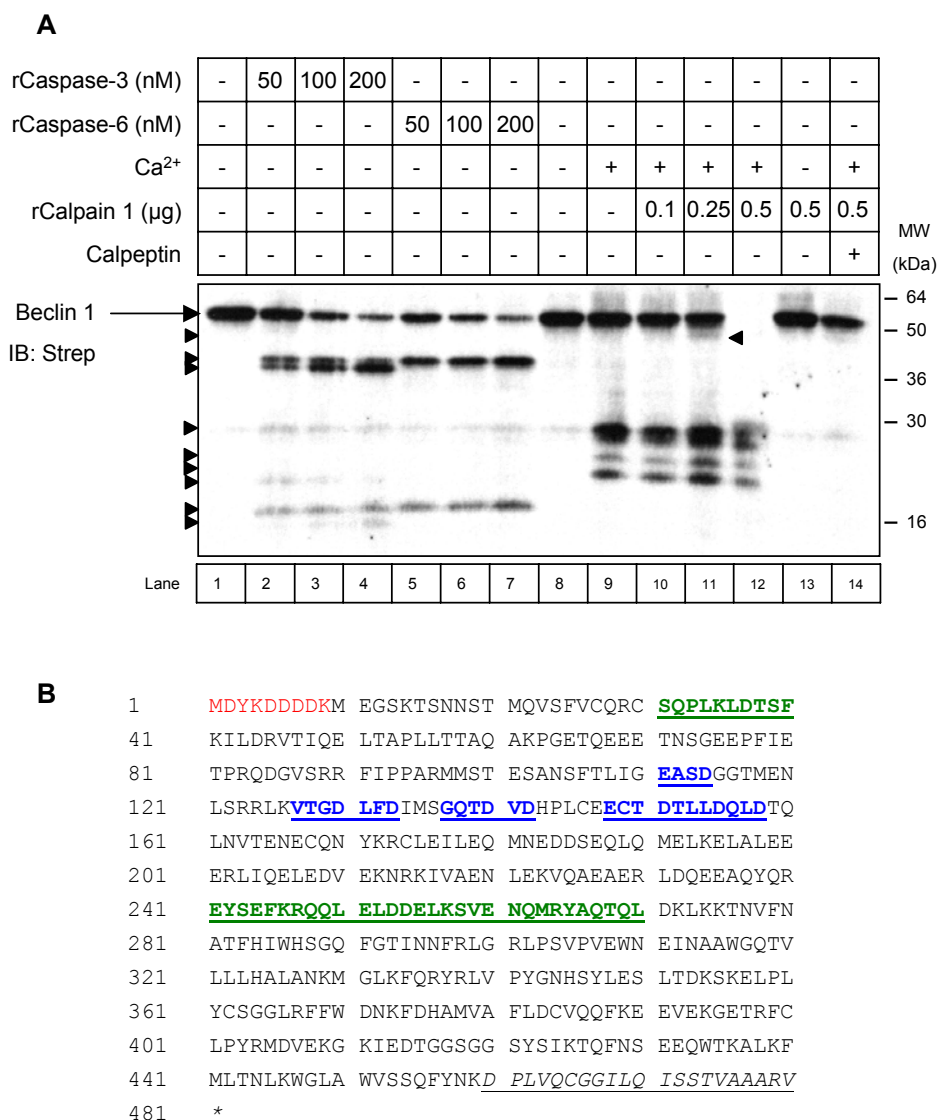 A
rCaspase-3 (nM) - 50 100 200 - - - - - - - - - -
rCaspase-6 (nM) - - - - 50 100 200 - - - - - - -
Ca2+ - - - - - - - - + + + + - +
rCalpain 1 (µg) - - - - - - - - - 0.1 0.25 0.5 0.5 0.5
Calpeptin - - - - - - - - - - - - - +
MW
(kDa)
Beclin 1
IB: Strep
64
50
36
30
16
Lane 1 2 3 4 5 6 7 8 9 10 11 12 13 14
B
1 MDYKDDDDKM EGSKTSNNST MQVSFVCQRC SQPLKLDTSF
41 KILDRVTIQE LTAPLLTTAQ AKPGETQEEE TNSGEEPFIE
81 TPRQDGVSRR FIPPARMMST ESANSFTLIG EASDGGTMEN
121 LSRRLKVTGD LFDIMSGQTD VDHPLCEECT DTLLDQLDTQ
161 LNVTENECQN YKRCLEILEQ MNEDDSEQLQ MELKELALEE
201 ERLIQELEDV EKNRKIVAEN LEKVQAEAER LDQEEAQYQR
241 EYSEFKRQQL ELDDELKSVE NQMRYAQTQL DKLKKTNVFN
281 ATFHIWHSGQ FGTINNFRLG RLPSVPVEWN EINAAWGQTV
321 LLLHALANKM GLKFQRYRLV PYGNHSYLES LTDKSKELPL
361 YCSGGLRFFW DNKFDHAMVA FLDCVQQFKE EVEKGETRFC
401 LPYRMDVEKG KIEDTGGSGG SYSIKTQFNS EEQWTKALKF
441 MLTNLKWGLA WVSSQFYNKD PLVQCGGILQ ISSTVAAARV
481 *